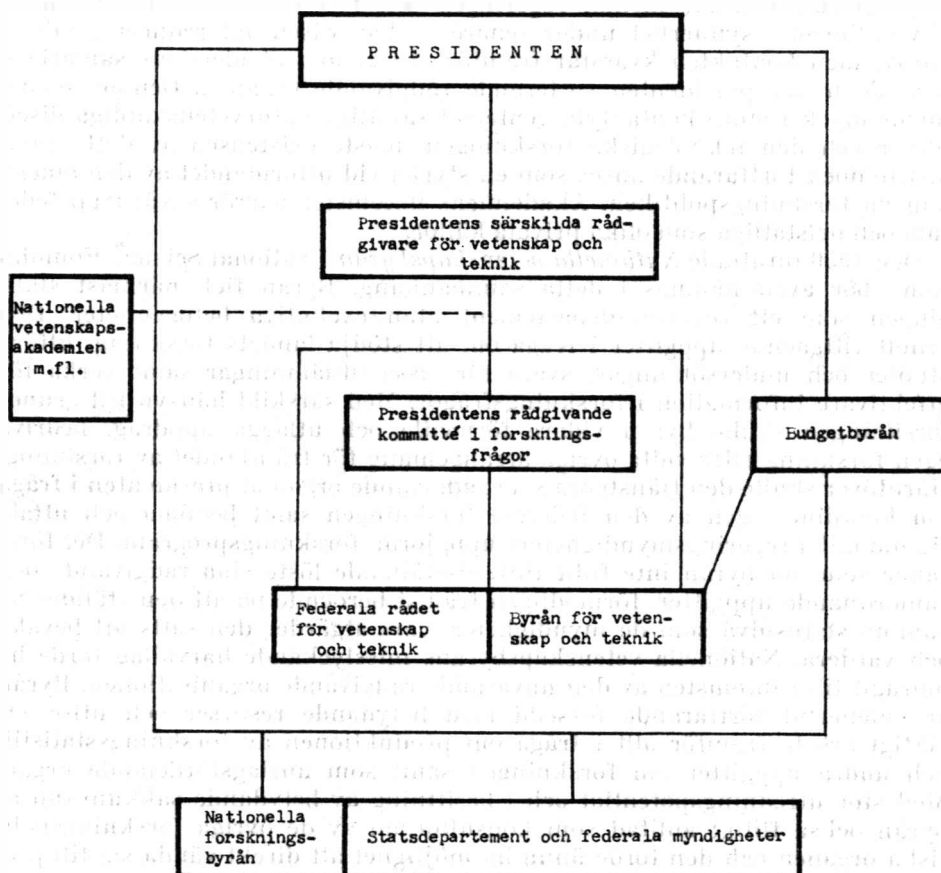 PRESIDENTEN
Presidentens särskilda råd-
givare för vetenskap och
teknik
Nationella
vetenskaps-
akademien
m.fl.
Presidentens rådgivande
kommitté i forsknings-
frågor
Budgetbyrån
Federala rådet
för vetenskap
och teknik
Byrån för veten-
skap och teknik
Nationella
forsknings-
byrån
Statsdepartement och federala myndigheter